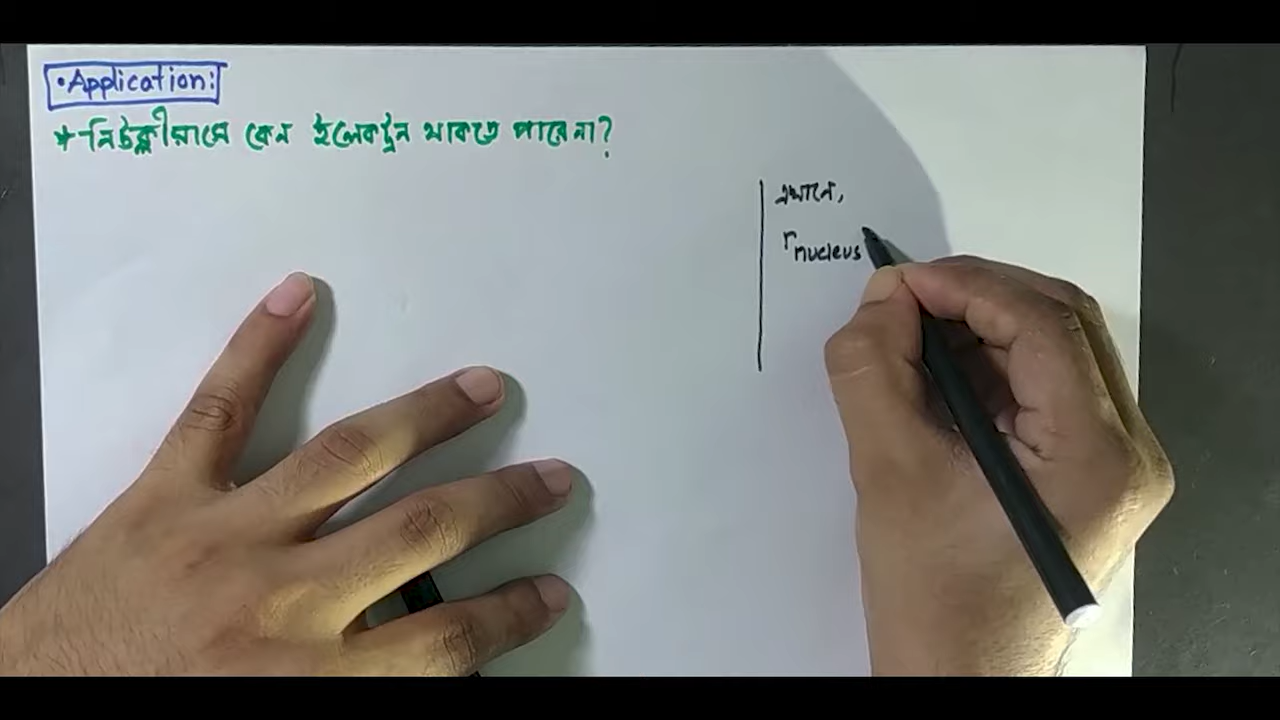 • Application:
* নিউক্লীয়াসে কেন ইলেকট্রন থাকতে পারেনা?
এখানে,
r nucleus